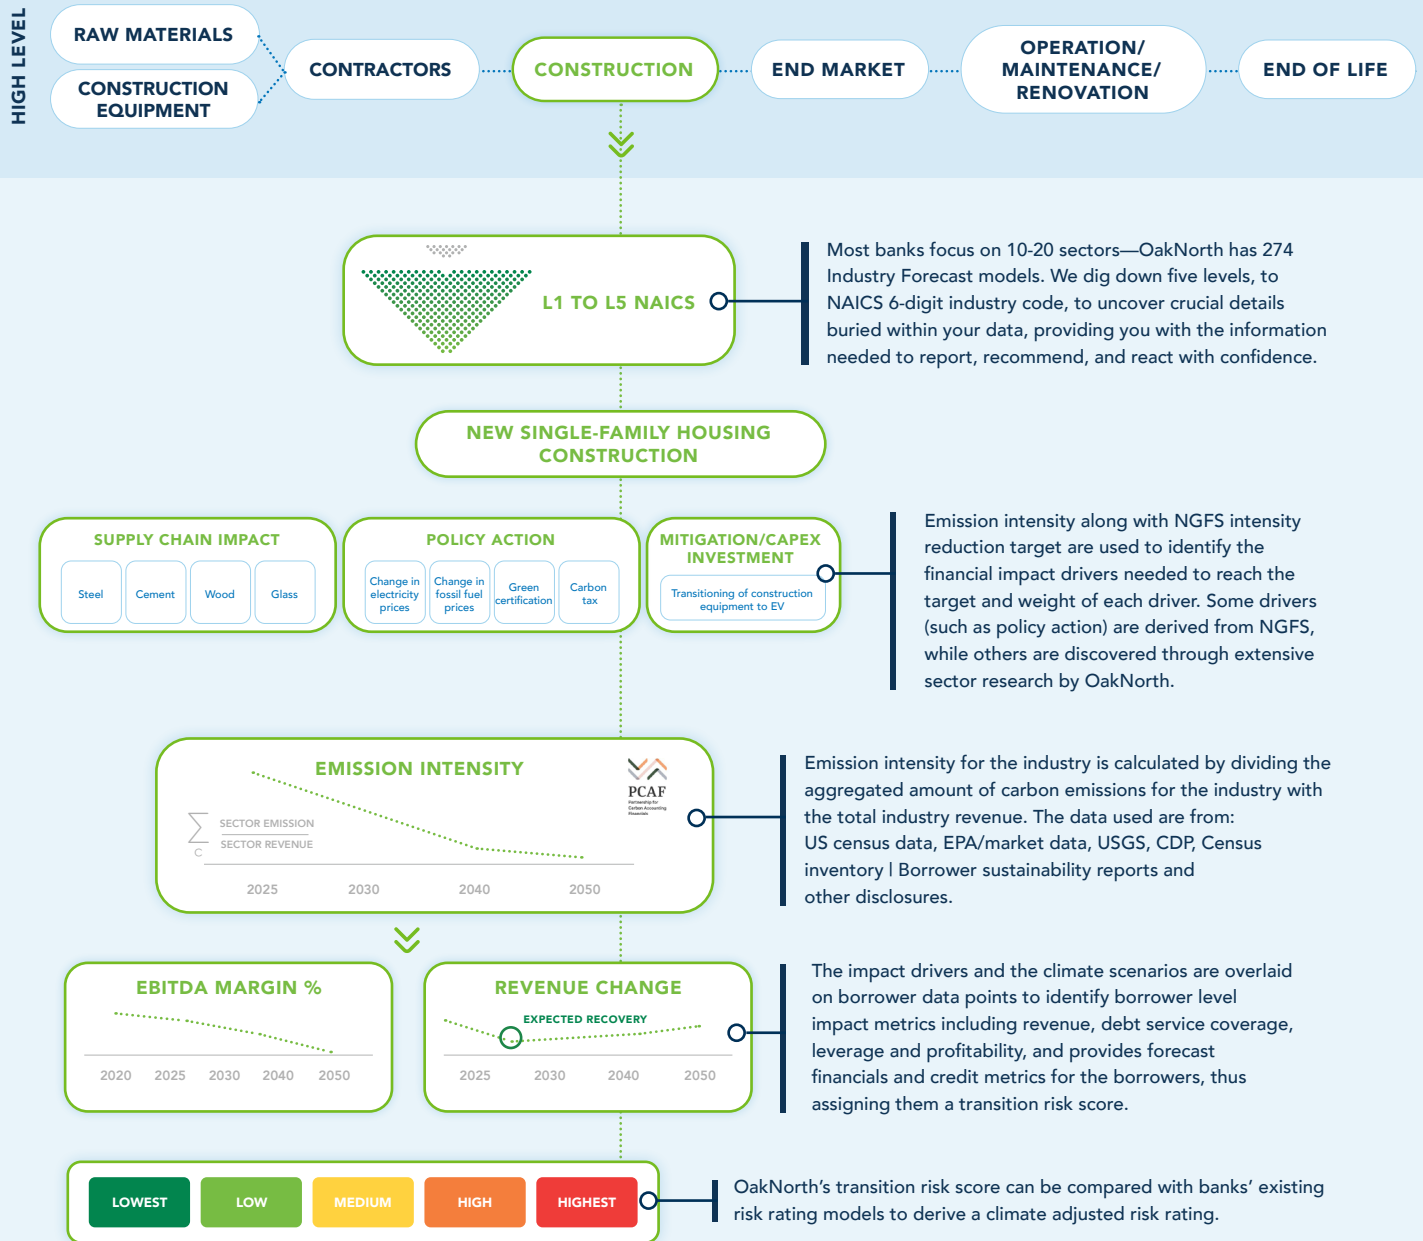 HIGH LEVEL
RAW MATERIALS
CONSTRUCTION
EQUIPMENT
CONTRACTORS
CONSTRUCTION
END MARKET
OPERATION/
MAINTENANCE/
RENOVATION
END OF LIFE
L1 TO L5 NAICS
Most banks focus on 10-20 sectors—OakNorth has 274
Industry Forecast models. We dig down five levels, to
NAICS 6-digit industry code, to uncover crucial details
buried within your data, providing you with the information
needed to report, recommend, and react with confidence.
NEW SINGLE-FAMILY HOUSING
CONSTRUCTION
SUPPLY CHAIN IMPACT
Steel
Cement
Wood
Glass
POLICY ACTION
Change in
electricity
prices
Change in
fossil fuel
prices
Green
certification
Carbon
tax
MITIGATION/CAPEX
INVESTMENT
Transitioning of construction
equipment to EV
Emission intensity along with NGFS intensity
reduction target are used to identify the
financial impact drivers needed to reach the
target and weight of each driver. Some drivers
(such as policy action) are derived from NGFS,
while others are discovered through extensive
sector research by OakNorth.
EMISSION INTENSITY
PCAF
Partnership for
Carbon Accounting
Financials
∑
C
SECTOR EMISSION
SECTOR REVENUE
2025 2030 2040 2050
Emission intensity for the industry is calculated by dividing the
aggregated amount of carbon emissions for the industry with
the total industry revenue. The data used are from:
US census data, EPA/market data, USGS, CDP, Census
inventory | Borrower sustainability reports and
other disclosures.
EBITDA MARGIN %
2020 2025 2030 2040 2050
REVENUE CHANGE
EXPECTED RECOVERY
2025 2030 2040 2050
The impact drivers and the climate scenarios are overlaid
on borrower data points to identify borrower level
impact metrics including revenue, debt service coverage,
leverage and profitability, and provides forecast
financials and credit metrics for the borrowers, thus
assigning them a transition risk score.
LOWEST
LOW
MEDIUM
HIGH
HIGHEST
OakNorth’s transition risk score can be compared with banks’ existing
risk rating models to derive a climate adjusted risk rating.